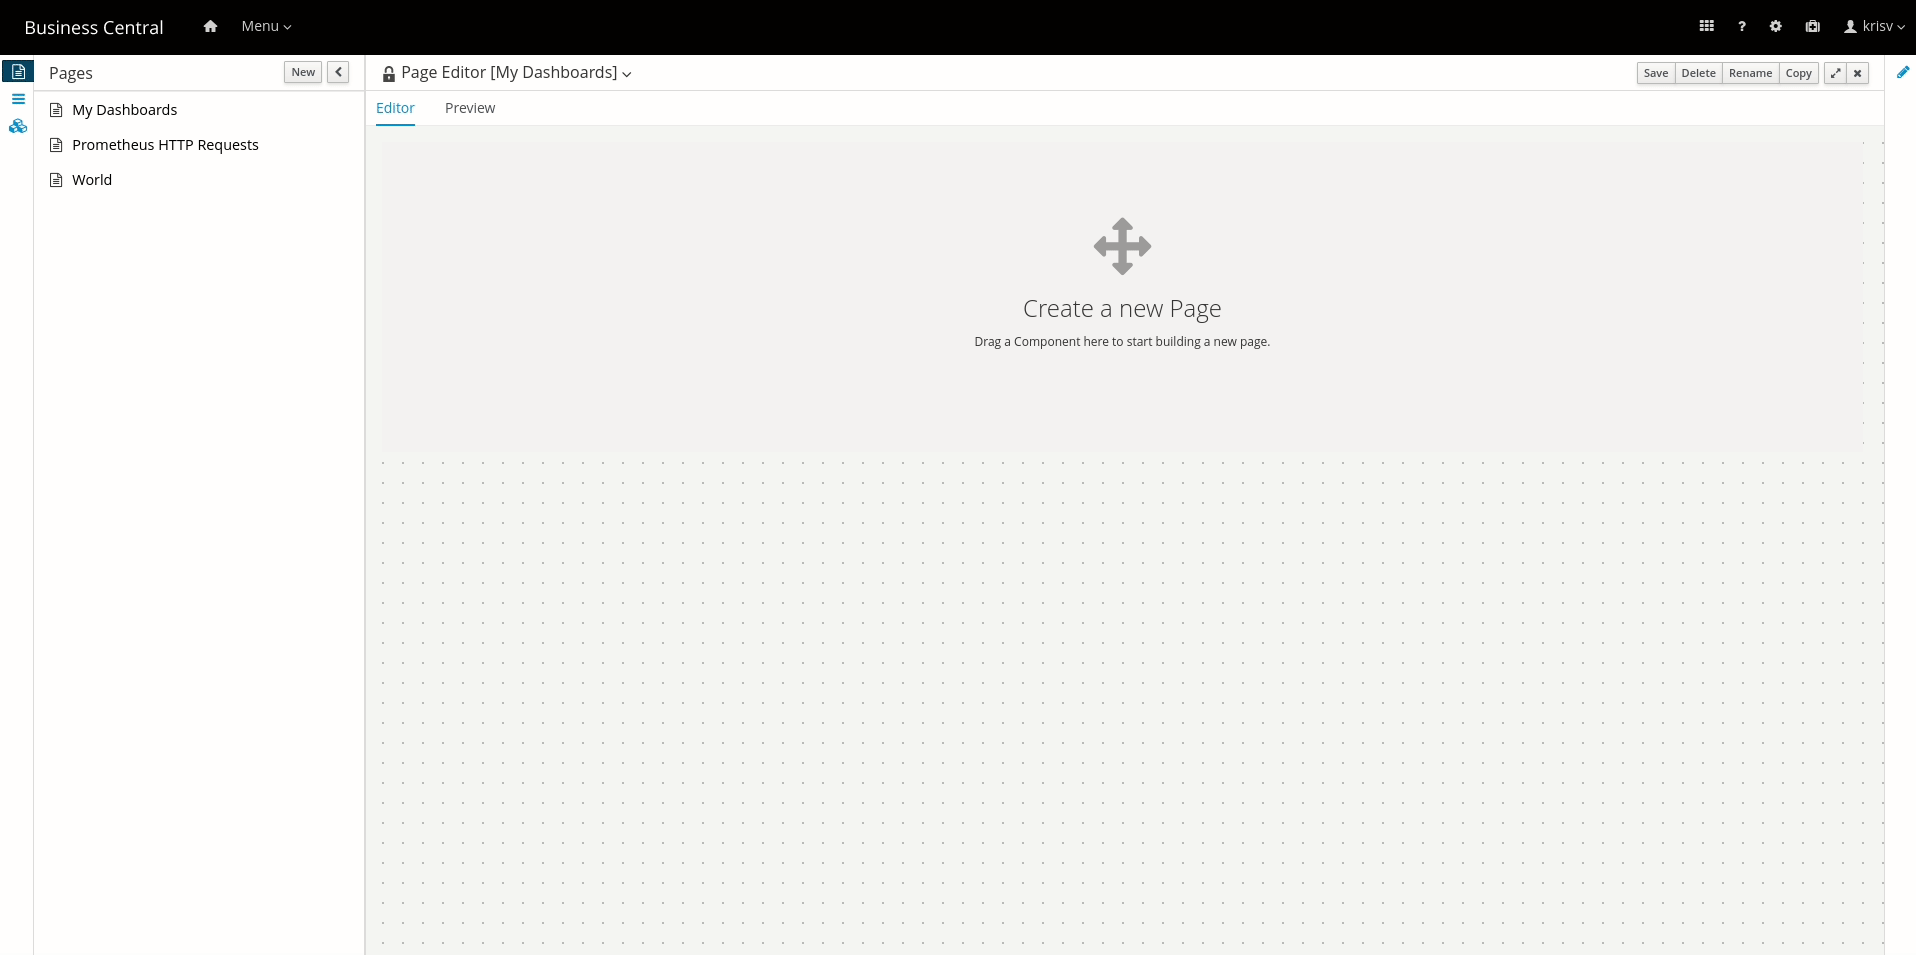 Business Central
Menu
?
krisv
Pages
New
My Dashboards
Prometheus HTTP Requests
World
Page Editor [My Dashboards]
Save
Delete
Rename
Copy
Editor
Preview
Create a new Page
Drag a Component here to start building a new page.